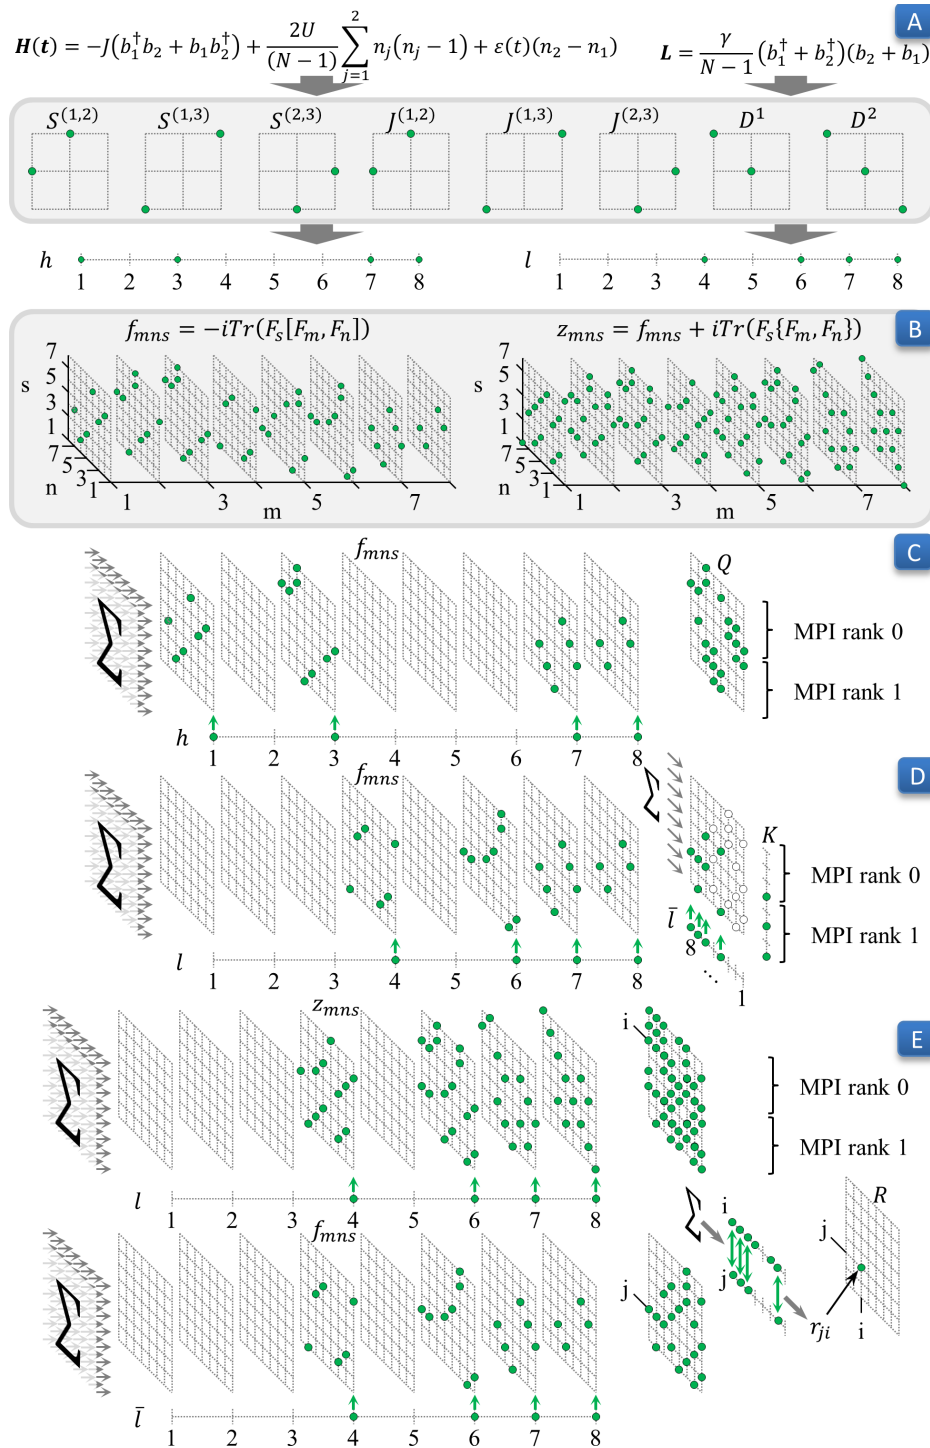 A
H(t) = −J(b₁†b₂ + b₁b₂†) + 2U/(N − 1) ∑_{j=1}^{2} n_j(n_j − 1) + ε(t)(n₂ − n₁)
L = γ/(N − 1) (b₁† + b₂†)(b₂ + b₁)
S^(1,2) S^(1,3) S^(2,3) J^(1,2) J^(1,3) J^(2,3) D¹ D²
h 1 2 3 4 5 6 7 8
l 1 2 3 4 5 6 7 8
B
f_mns = −iTr(F_s[F_m, F_n])
z_mns = f_mns + iTr(F_s{F_m, F_n})
s 7 5 3 1
n 7 5 3 1
m 1 3 5 7
s 7 5 3 1
n 7 5 3 1
m 1 3 5 7
C
f_mns
Q
∑
MPI rank 0
MPI rank 1
h 1 2 3 4 5 6 7 8
D
f_mns
∑
∑
K
MPI rank 0
MPI rank 1
l̄
8 ... 1
l 1 2 3 4 5 6 7 8
E
z_mns
∑
i
MPI rank 0
MPI rank 1
l 1 2 3 4 5 6 7 8
f_mns
∑
j
∑
i
j
R
j
i
r_ji
l̄ 1 2 3 4 5 6 7 8